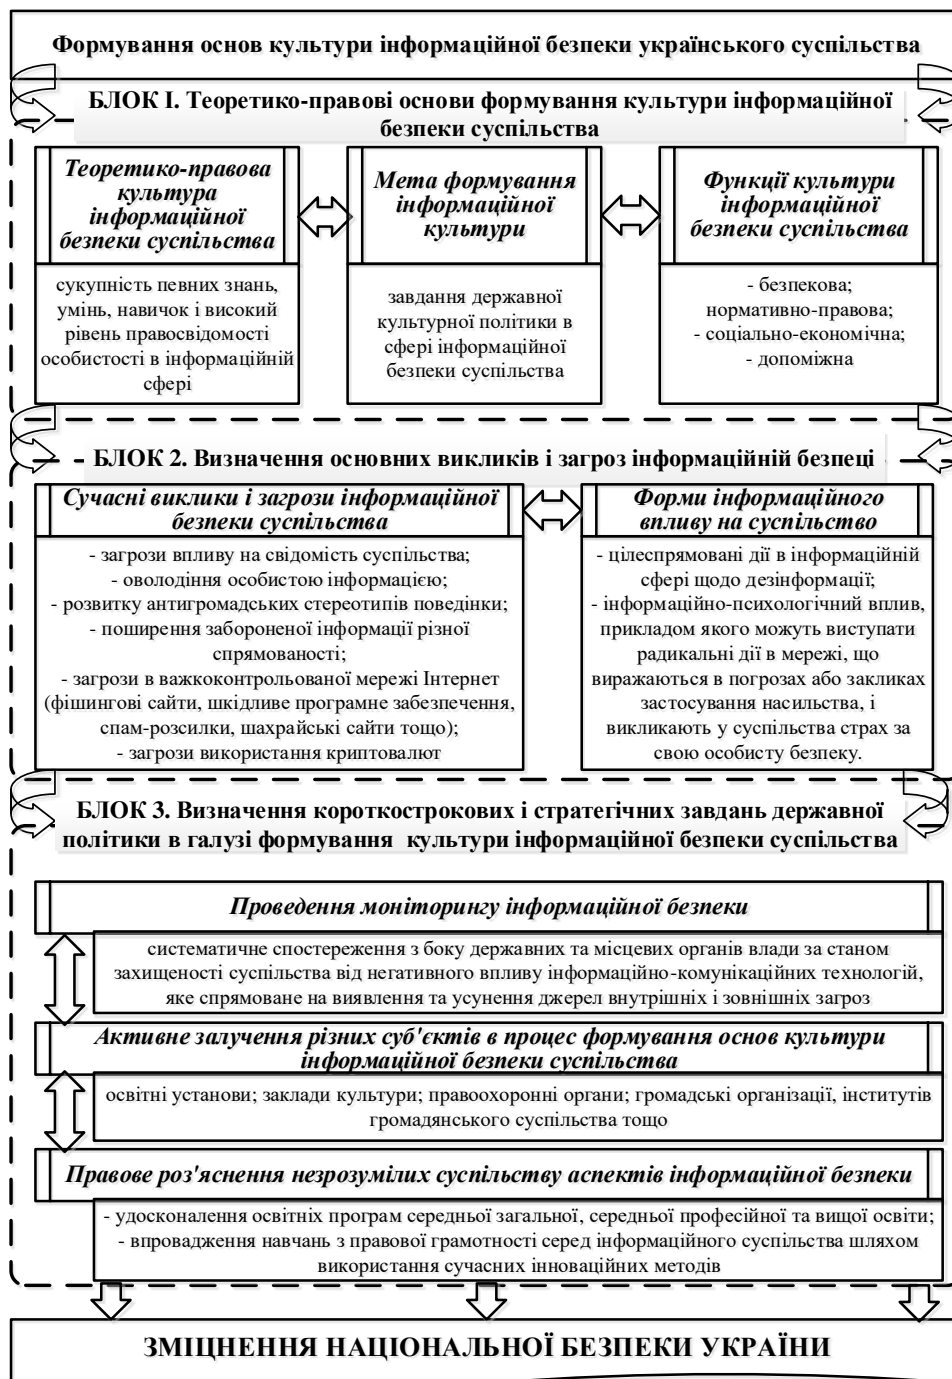 Формування основ культури інформаційної безпеки українського суспільства
БЛОК І. Теоретико-правові основи формування культури інформаційної
безпеки суспільства
Теоретико-правова
культура
інформаційної
безпеки суспільства
сукупність певних знань,
умінь, навичок і високий
рівень правосвідомості
особистості в інформаційній
сфері
Мета формування
інформаційної
культури
завдання державної
культурної політики в
сфері інформаційної
безпеки суспільства
Функції культури
інформаційної
безпеки суспільства
- безпекова;
нормативно-правова;
- соціально-економічна;
- допоміжна
БЛОК 2. Визначення основних викликів і загроз інформаційній безпеці
Сучасні виклики і загрози інформаційної
безпеки суспільства
- загрози впливу на свідомість суспільства;
- оволодіння особистою інформацією;
- розвитку антигромадських стереотипів поведінки;
- поширення забороненої інформації різної
спрямованості;
- загрози в важкоконтрольованої мережі Інтернет
(фішингові сайти, шкідливе програмне забезпечення,
спам-розсилки, шахрайські сайти тощо);
- загрози використання криптовалют
Форми інформаційного
впливу на суспільство
- цілеспрямовані дії в інформаційній
сфері щодо дезінформації;
- інформаційно-психологічний вплив,
прикладом якого можуть виступати
радикальні дії в мережі, що
виражаються в погрозах або закликах
застосування насильства, і
викликають у суспільства страх за
свою особисту безпеку.
БЛОК 3. Визначення короткострокових і стратегічних завдань державної
політики в галузі формування культури інформаційної безпеки суспільства
Проведення моніторингу інформаційної безпеки
систематичне спостереження з боку державних та місцевих органів влади за станом
захищеності суспільства від негативного впливу інформаційно-комунікаційних технологій,
яке спрямоване на виявлення та усунення джерел внутрішніх і зовнішніх загроз
Активне залучення різних суб'єктів в процес формування основ культури
інформаційної безпеки суспільства
освітні установи; заклади культури; правоохоронні органи; громадські організації, інститутів
громадянського суспільства тощо
Правове роз'яснення незрозумілих суспільству аспектів інформаційної безпеки
- удосконалення освітніх програм середньої загальної, середньої професійної та вищої освіти;
- впровадження навчань з правової грамотності серед інформаційного суспільства шляхом
використання сучасних інноваційних методів
ЗМІЦНЕННЯ НАЦІОНАЛЬНОЇ БЕЗПЕКИ УКРАЇНИ